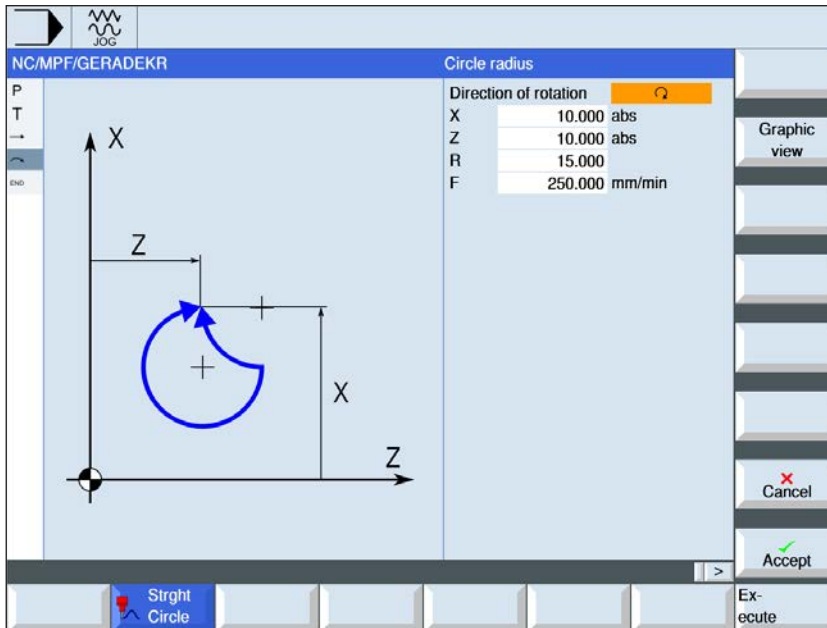 JOG
NC/MPF/GERADEKR
Circle radius
P
T
END
Direction of rotation
X 10.000 abs
Z 10.000 abs
R 15.000
F 250.000 mm/min
X
Z
X
Z
Graphic
view
Cancel
Accept
>
Strght
Circle
Ex-
ecute